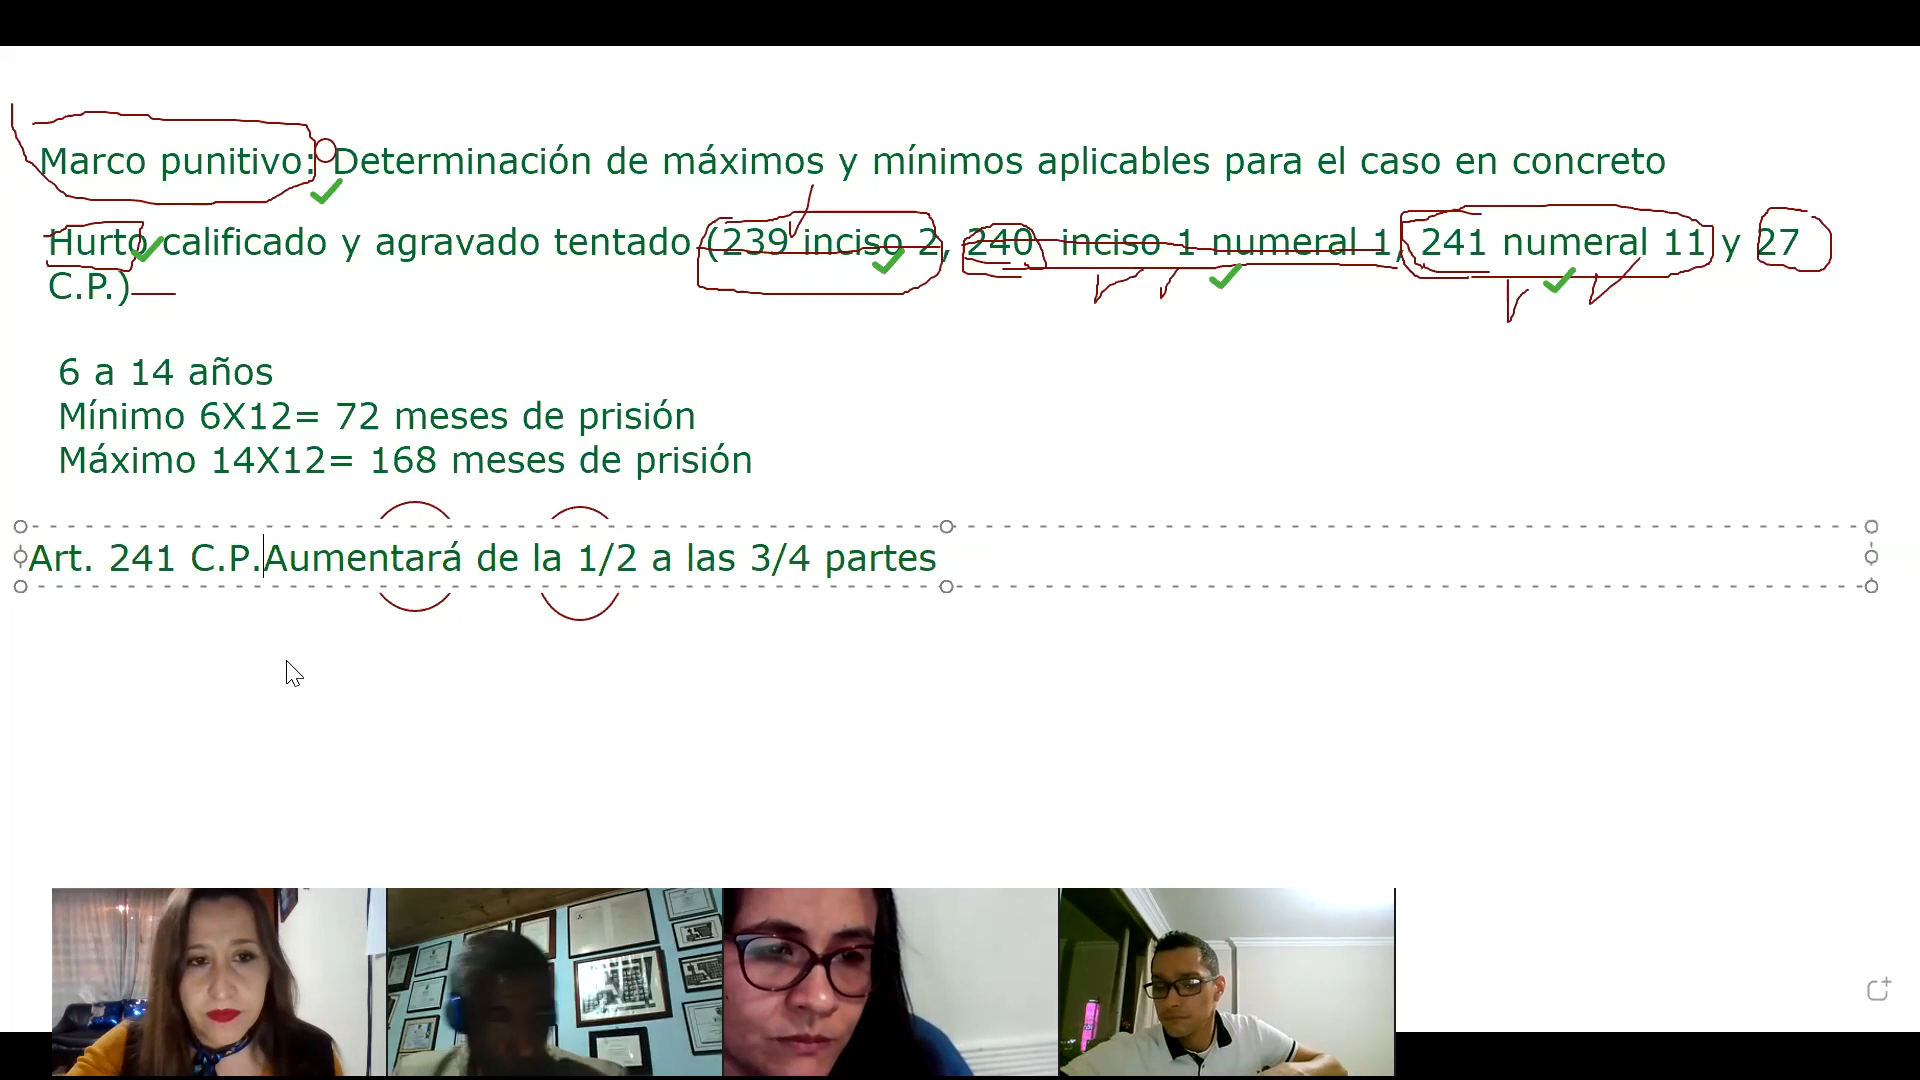 Marco punitivo: Determinación de máximos y mínimos aplicables para el caso en concreto
Hurto calificado y agravado tentado (239 inciso 2, 240 inciso 1 numeral 1, 241 numeral 11 y 27
C.P.)
6 a 14 años
Mínimo 6X12= 72 meses de prisión
Máximo 14X12= 168 meses de prisión
Art. 241 C.P.Aumentará de la 1/2 a las 3/4 partes